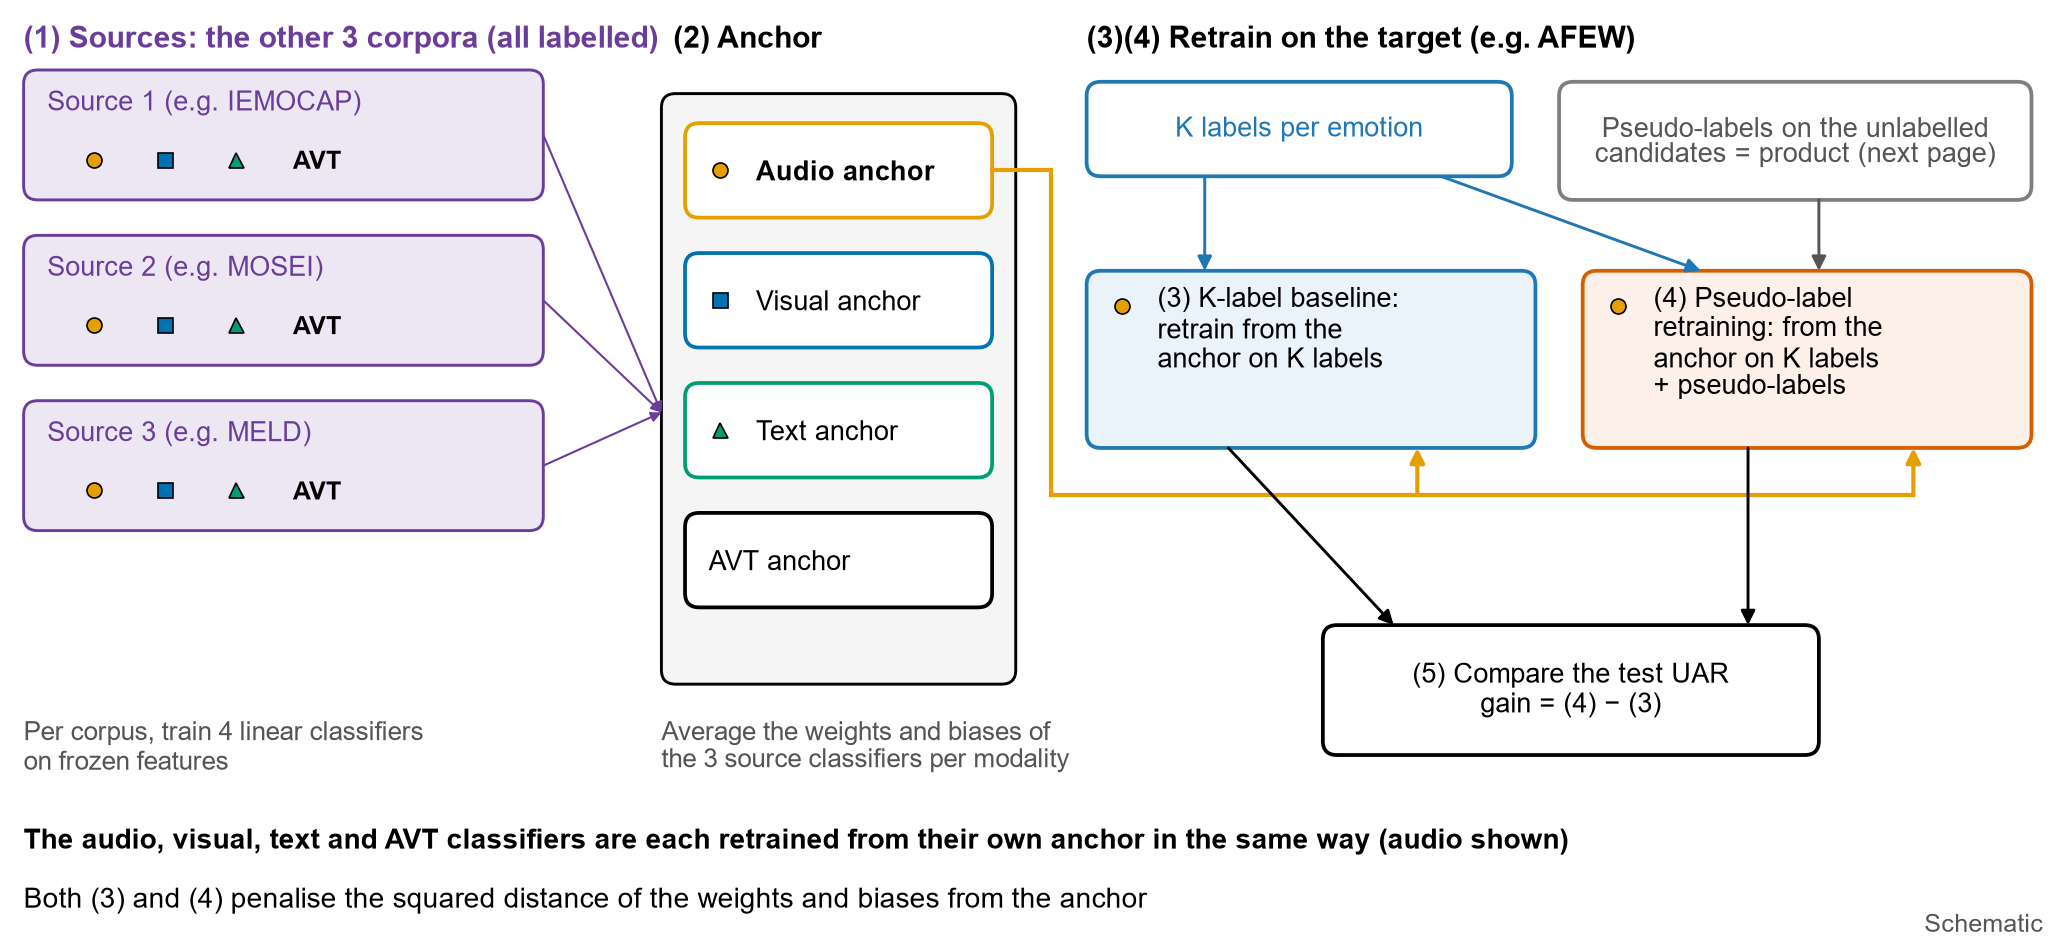 (1) Sources: the other 3 corpora (all labelled)
(2) Anchor
(3)(4) Retrain on the target (e.g. AFEW)
Source 1 (e.g. IEMOCAP)
AVT
Source 2 (e.g. MOSEI)
AVT
Source 3 (e.g. MELD)
AVT
Per corpus, train 4 linear classifiers
on frozen features
Audio anchor
Visual anchor
Text anchor
AVT anchor
Average the weights and biases of
the 3 source classifiers per modality
K labels per emotion
Pseudo-labels on the unlabelled
candidates = product (next page)
(3) K-label baseline:
retrain from the
anchor on K labels
(4) Pseudo-label
retraining: from the
anchor on K labels
+ pseudo-labels
(5) Compare the test UAR
gain = (4) − (3)
The audio, visual, text and AVT classifiers are each retrained from their own anchor in the same way (audio shown)
Both (3) and (4) penalise the squared distance of the weights and biases from the anchor
Schematic